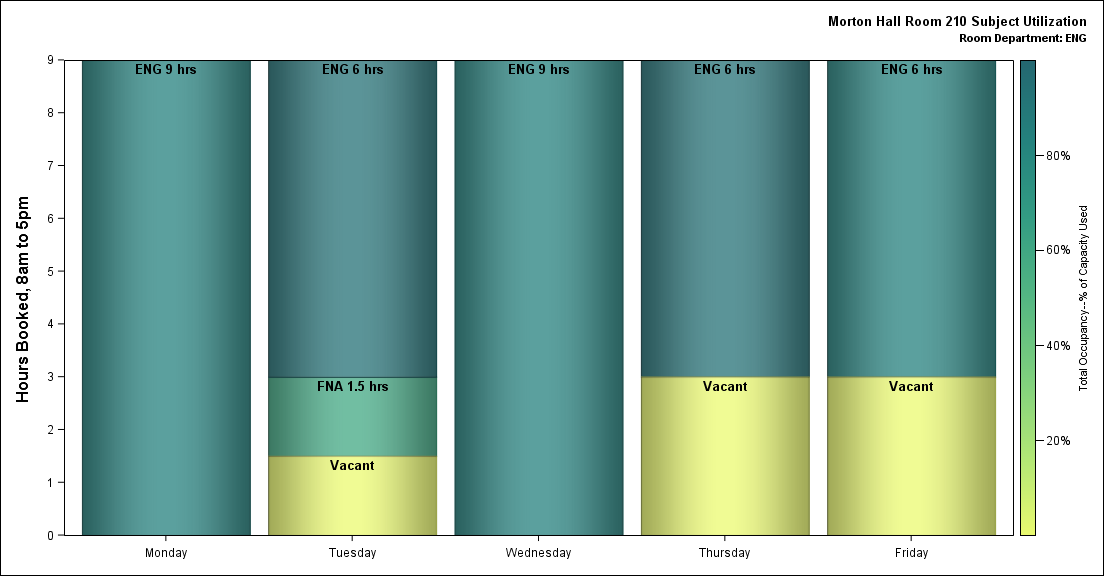 Morton Hall Room 210 Subject Utilization
Room Department: ENG
Hours Booked, 8am to 5pm
9
8
7
6
5
4
3
2
1
0
ENG 9 hrs
ENG 6 hrs
FNA 1.5 hrs
Vacant
ENG 9 hrs
ENG 6 hrs
Vacant
ENG 6 hrs
Vacant
Monday
Tuesday
Wednesday
Thursday
Friday
80%
60%
40%
20%
Total Occupancy--% of Capacity Used